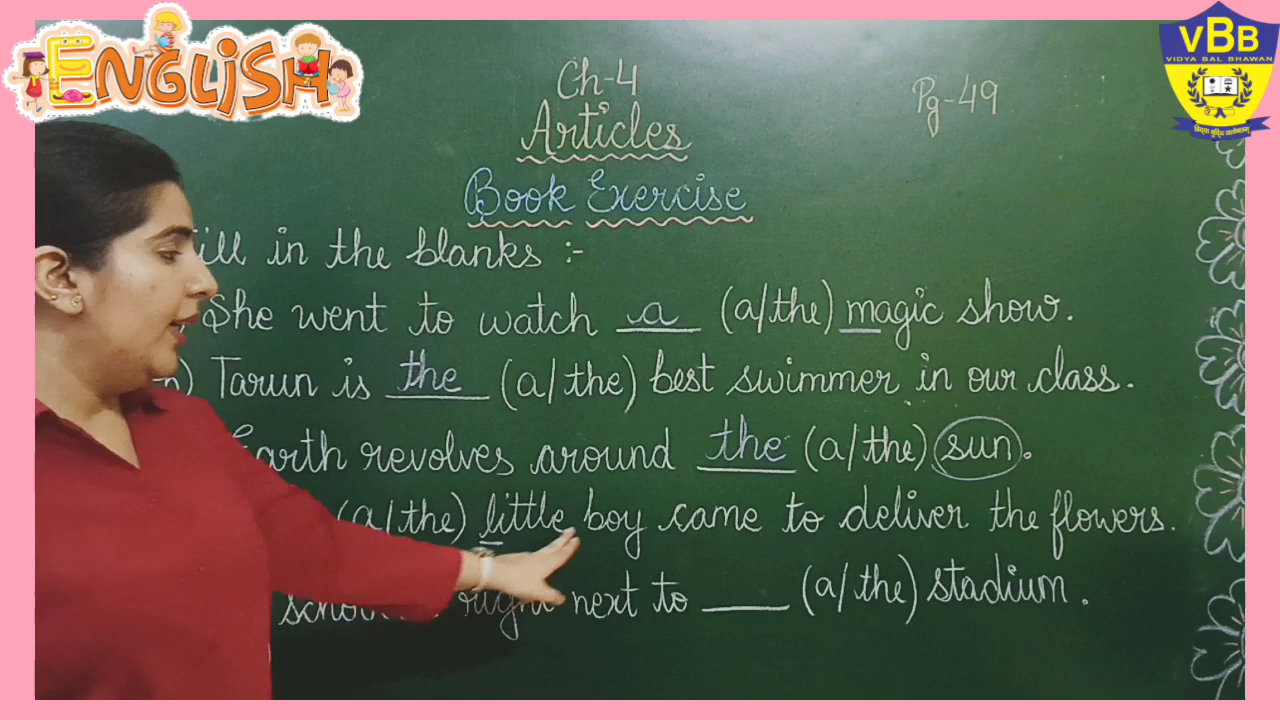 ENGLISH
VBB
VIDYA BAL BHAWAN
Ch-4
Pg-49
Articles
Book Exercise
ill in the blanks :-
She went to watch a (a/the) magic show.
Tarun is the (a/the) best swimmer in our class.
Earth revolves around the (a/the) sun.
(a/the) little boy came to deliver the flowers.
next to ____ (a/the) stadium.